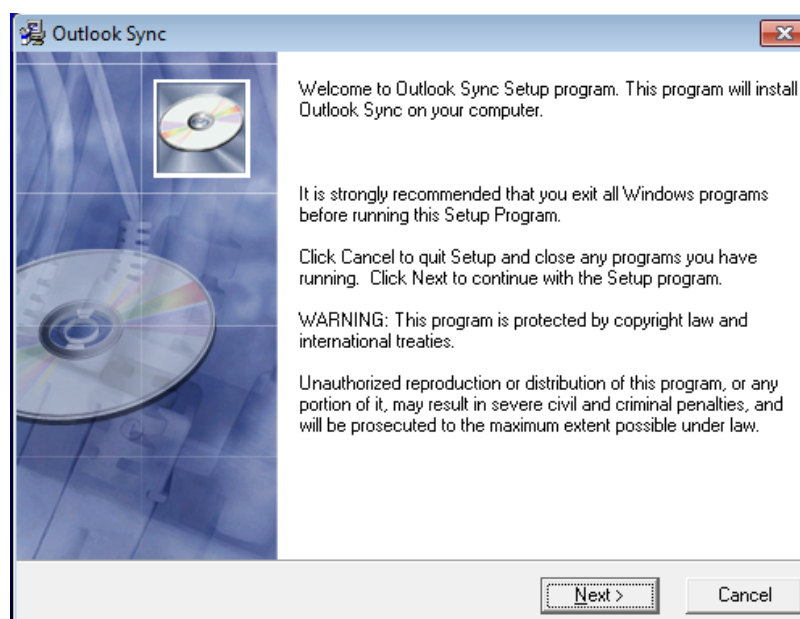 Outlook Sync
Welcome to Outlook Sync Setup program. This program will install
Outlook Sync on your computer.
It is strongly recommended that you exit all Windows programs
before running this Setup Program.
Click Cancel to quit Setup and close any programs you have
running.  Click Next to continue with the Setup program.
WARNING: This program is protected by copyright law and
international treaties.
Unauthorized reproduction or distribution of this program, or any
portion of it, may result in severe civil and criminal penalties, and
will be prosecuted to the maximum extent possible under law.
Next >
Cancel